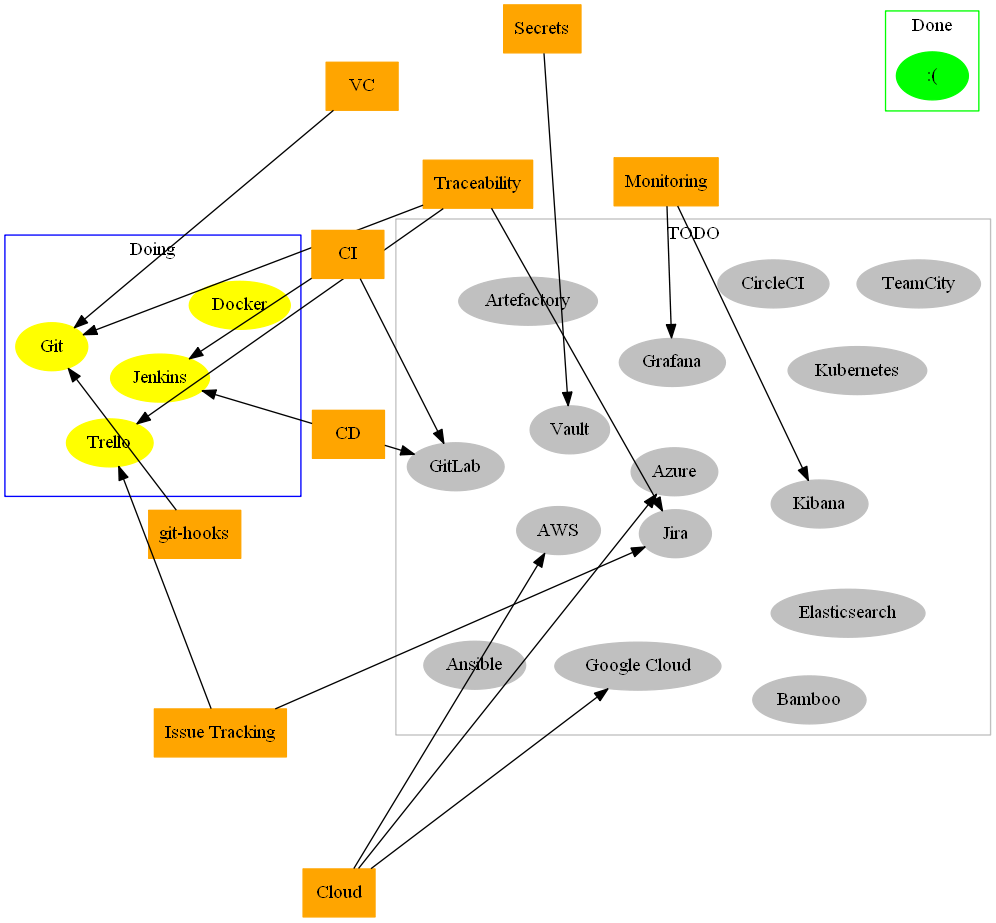 Secrets
Done
:(
VC
Traceability
Monitoring
TODO
Doing
CI
CircleCI
TeamCity
Docker
Artefactory
Git
Grafana
Kubernetes
Jenkins
Vault
CD
Trello
GitLab
Azure
Kibana
git-hooks
AWS
Jira
Elasticsearch
Ansible
Google Cloud
Bamboo
Issue Tracking
Cloud